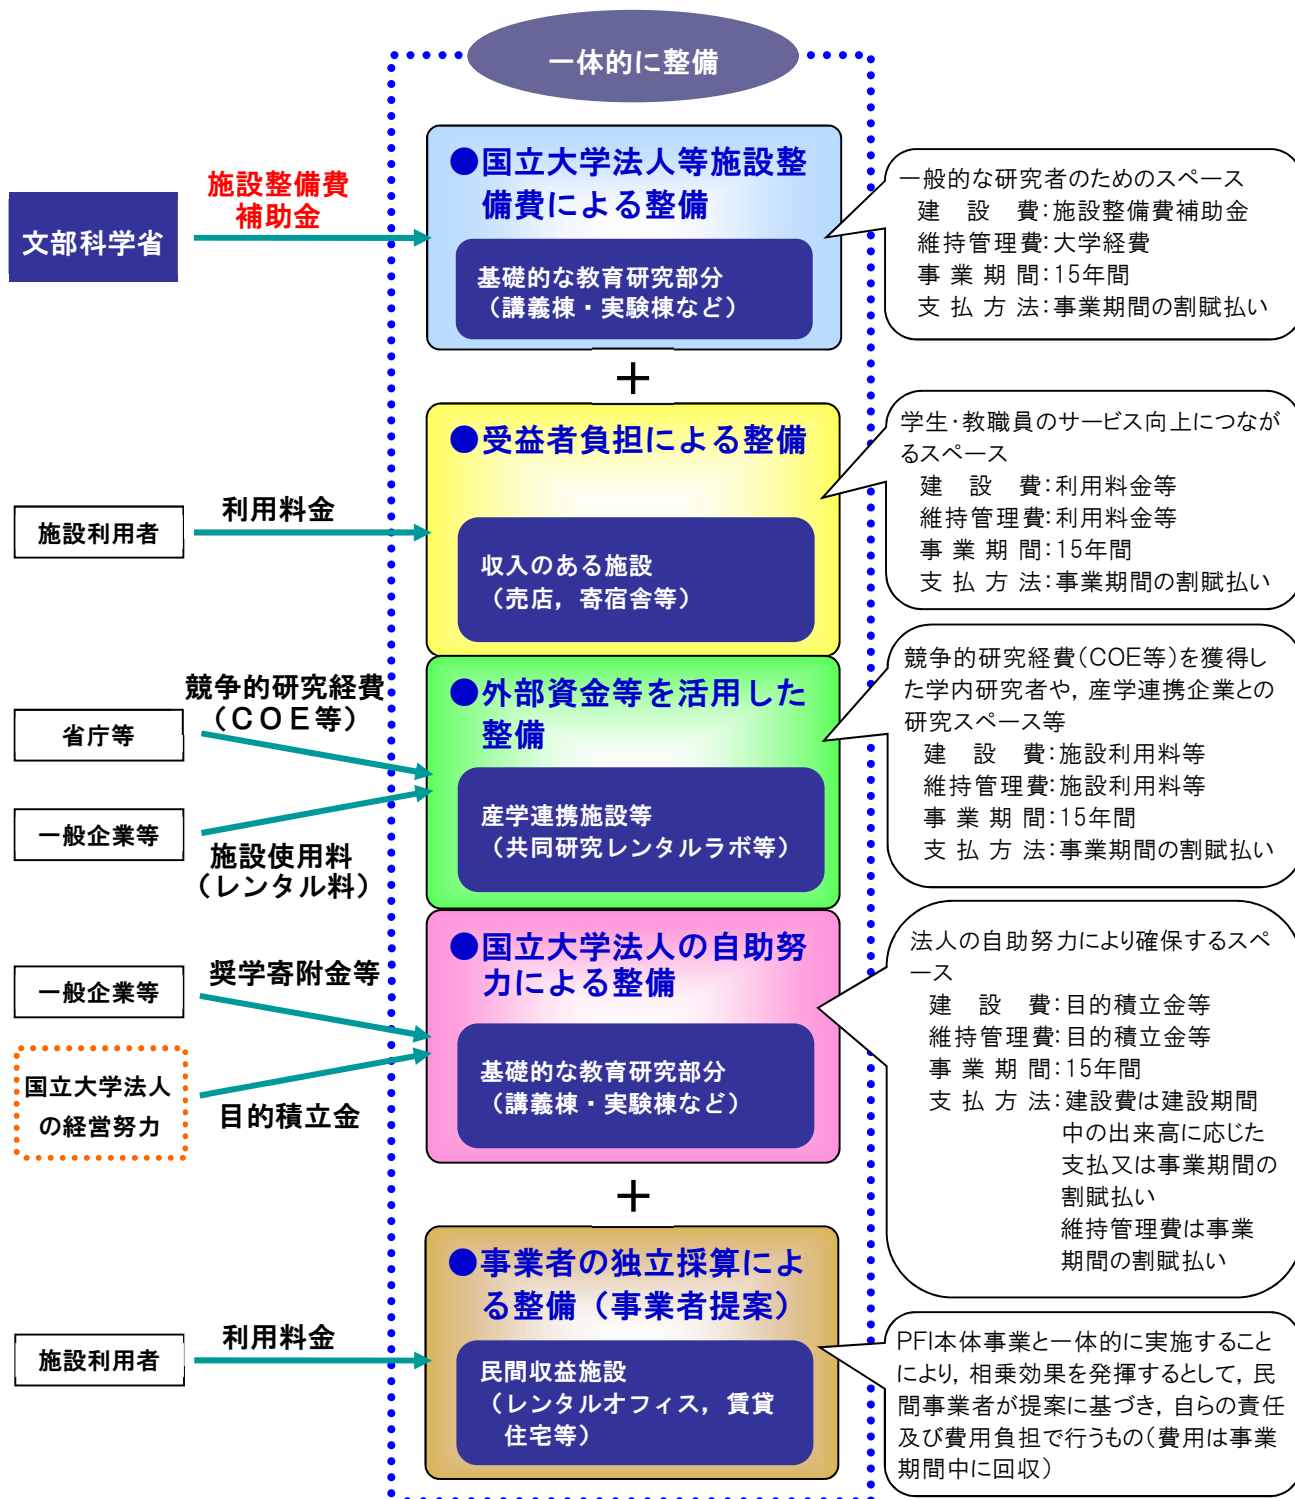 一体的に整備
文部科学省
施設整備費
補助金
●国立大学法人等施設整
備費による整備
基礎的な教育研究部分
（講義棟・実験棟など）
一般的な研究者のためのスペース
建　設　費：施設整備費補助金
維持管理費：大学経費
事 業 期 間：15年間
支 払 方 法：事業期間の割賦払い
＋
施設利用者
利用料金
●受益者負担による整備
収入のある施設
（売店，寄宿舎等）
学生・教職員のサービス向上につなが
るスペース
建　設　費：利用料金等
維持管理費：利用料金等
事 業 期 間：15年間
支 払 方 法：事業期間の割賦払い
省庁等
競争的研究経費
（ＣＯＥ等）
一般企業等
施設使用料
（レンタル料）
●外部資金等を活用した
整備
産学連携施設等
（共同研究レンタルラボ等）
競争的研究経費（COE等）を獲得し
た学内研究者や，産学連携企業との
研究スペース等
建　設　費：施設利用料等
維持管理費：施設利用料等
事 業 期 間：15年間
支 払 方 法：事業期間の割賦払い
一般企業等
奨学寄附金等
国立大学法人
の経営努力
目的積立金
●国立大学法人の自助努
力による整備
基礎的な教育研究部分
（講義棟・実験棟など）
法人の自助努力により確保するスペ
ース
建　設　費：目的積立金等
維持管理費：目的積立金等
事 業 期 間：15年間
支 払 方 法：建設費は建設期間
中の出来高に応じた
支払又は事業期間の
割賦払い
維持管理費は事業
期間の割賦払い
＋
施設利用者
利用料金
●事業者の独立採算によ
る整備（事業者提案）
民間収益施設
（レンタルオフィス，賃貸
住宅等）
PFI本体事業と一体的に実施すること
により，相乗効果を発揮するとして，民
間事業者が提案に基づき，自らの責任
及び費用負担で行うもの（費用は事業
期間中に回収）